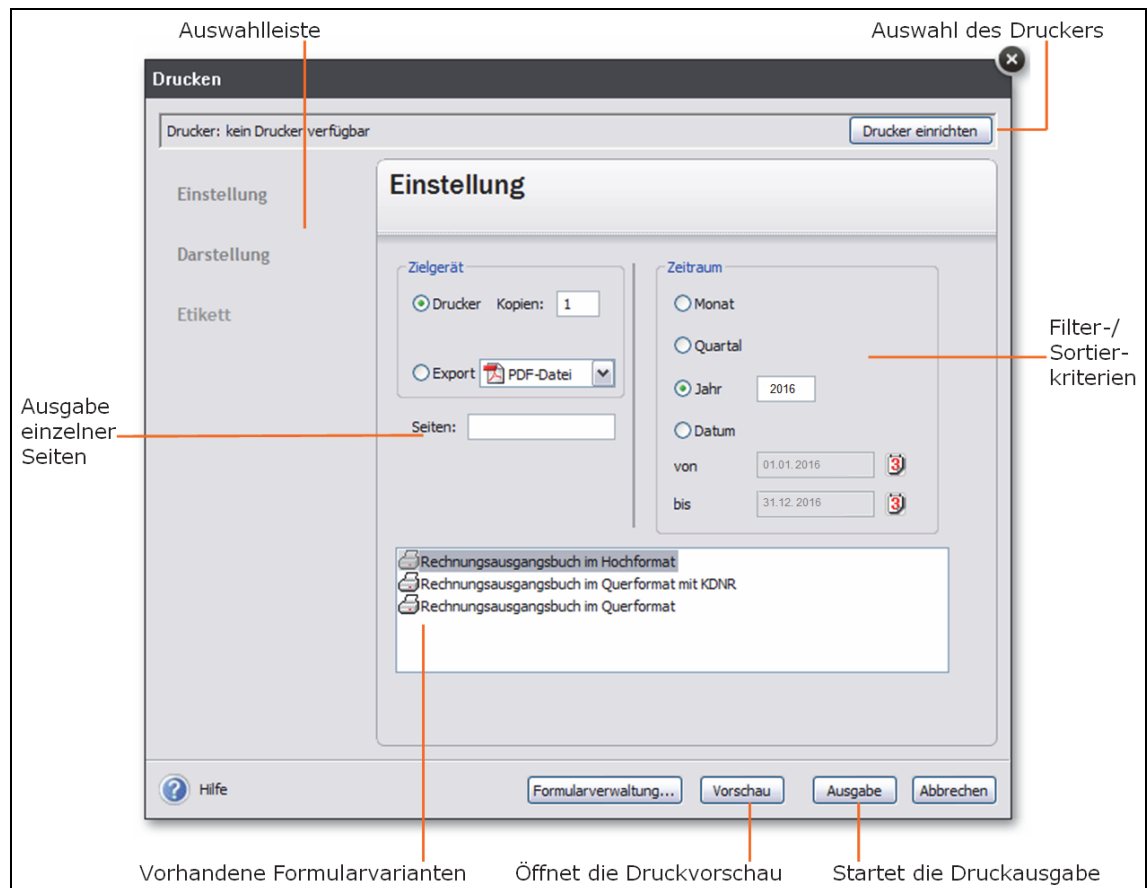 Auswahlleiste
Auswahl des Druckers
Drucken
Drucker: kein Drucker verfügbar
Drucker einrichten
Einstellung
Darstellung
Etikett
Einstellung
Zielgerät
Drucker Kopien: 1
Export PDF-Datei
Seiten:
Zeitraum
Monat
Quartal
Jahr 2016
Datum
von 01.01.2016 3
bis 31.12.2016 3
Filter-/
Sortier-
kriterien
Ausgabe
einzelner
Seiten
Rechnungsausgangsbuch im Hochformat
Rechnungsausgangsbuch im Querformat mit KDNR
Rechnungsausgangsbuch im Querformat
? Hilfe
Formularverwaltung...
Vorschau
Ausgabe
Abbrechen
Vorhandene Formularvarianten
Öffnet die Druckvorschau
Startet die Druckausgabe